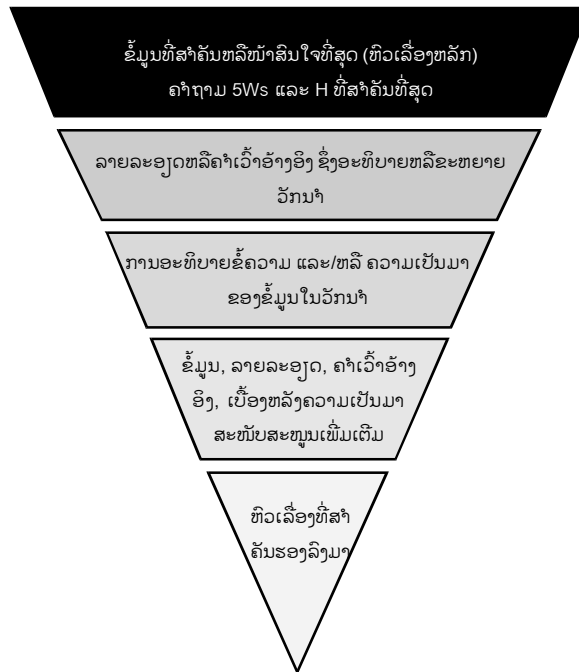 ຂໍ້ມູນທີ່ສຳຄັນຫລືໜ້າສົນໃຈທີ່ສຸດ (ຫົວເລື່ອງຫລັກ)
ຄຳຖາມ 5Ws ແລະ H ທີ່ສຳຄັນທີ່ສຸດ
ລາຍລະອຽດຫລືຄຳເວົ້າອ້າງອີງ ຊຶ່ງອະທິບາຍຫລືຂະຫຍາຍ
ວັກນຳ
ການອະທິບາຍຂໍ້ຄວາມ ແລະ/ຫລື ຄວາມເປັນມາ
ຂອງຂໍ້ມູນໃນວັກນຳ
ຂໍ້ມູນ, ລາຍລະອຽດ, ຄຳເວົ້າອ້າງ
ອີງ, ເບື້ອງຫລັງຄວາມເປັນມາ
ສະໜັບສະໜູນເພີ່ມເຕີມ
ຫົວເລື່ອງທີ່ສຳ
ຄັນຮອງລົງມາ